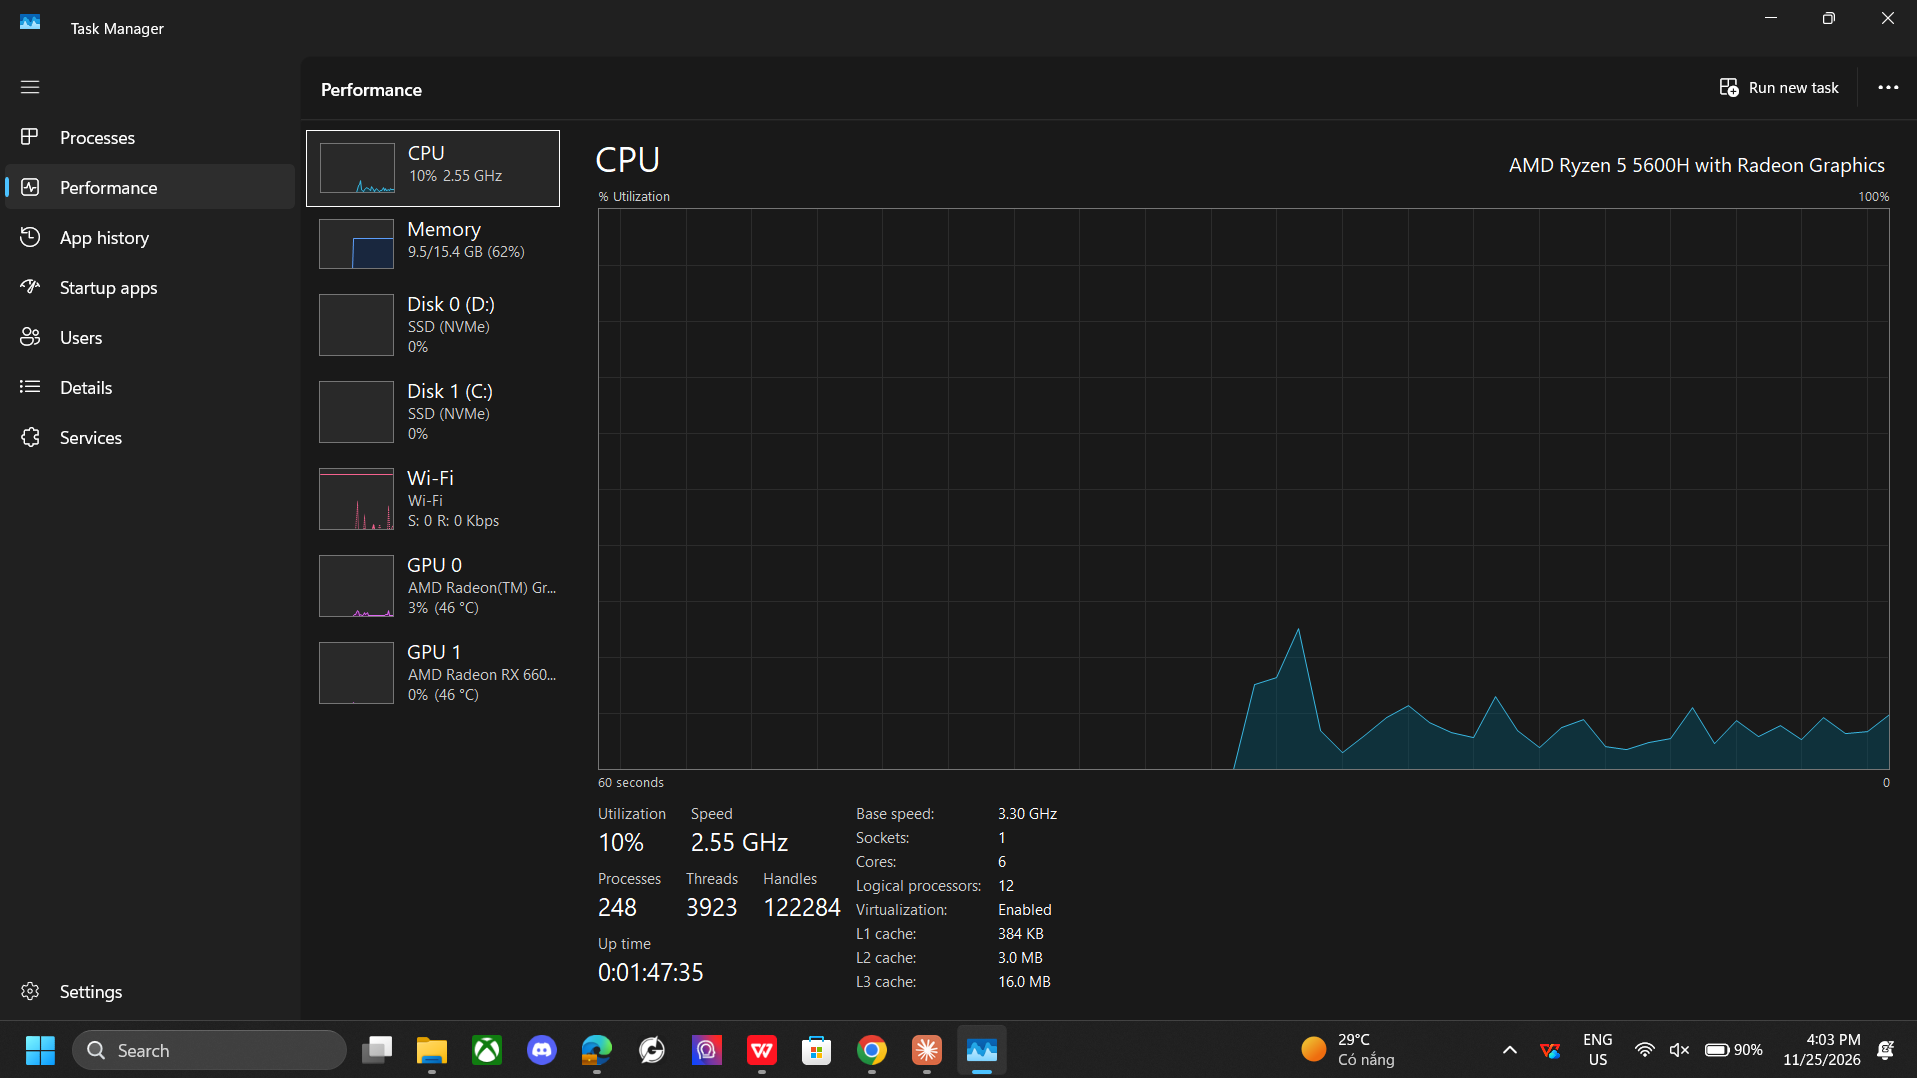 Task Manager
Processes
Performance
App history
Startup apps
Users
Details
Services
Settings
Performance
Run new task
CPU
10% 2.55 GHz
Memory
9.5/15.4 GB (62%)
Disk 0 (D:)
SSD (NVMe)
0%
Disk 1 (C:)
SSD (NVMe)
0%
Wi-Fi
Wi-Fi
S: 0 R: 0 Kbps
GPU 0
AMD Radeon(TM) Gr...
3% (46 °C)
GPU 1
AMD Radeon RX 660...
0% (46 °C)
CPU
AMD Ryzen 5 5600H with Radeon Graphics
% Utilization
100%
60 seconds
0
Utilization
10%
Speed
2.55 GHz
Processes
248
Threads
3923
Handles
122284
Up time
0:01:47:35
Base speed: 3.30 GHz
Sockets: 1
Cores: 6
Logical processors: 12
Virtualization: Enabled
L1 cache: 384 KB
L2 cache: 3.0 MB
L3 cache: 16.0 MB
Search
29°C
Có nắng
ENG
US
90%
4:03 PM
11/25/2026